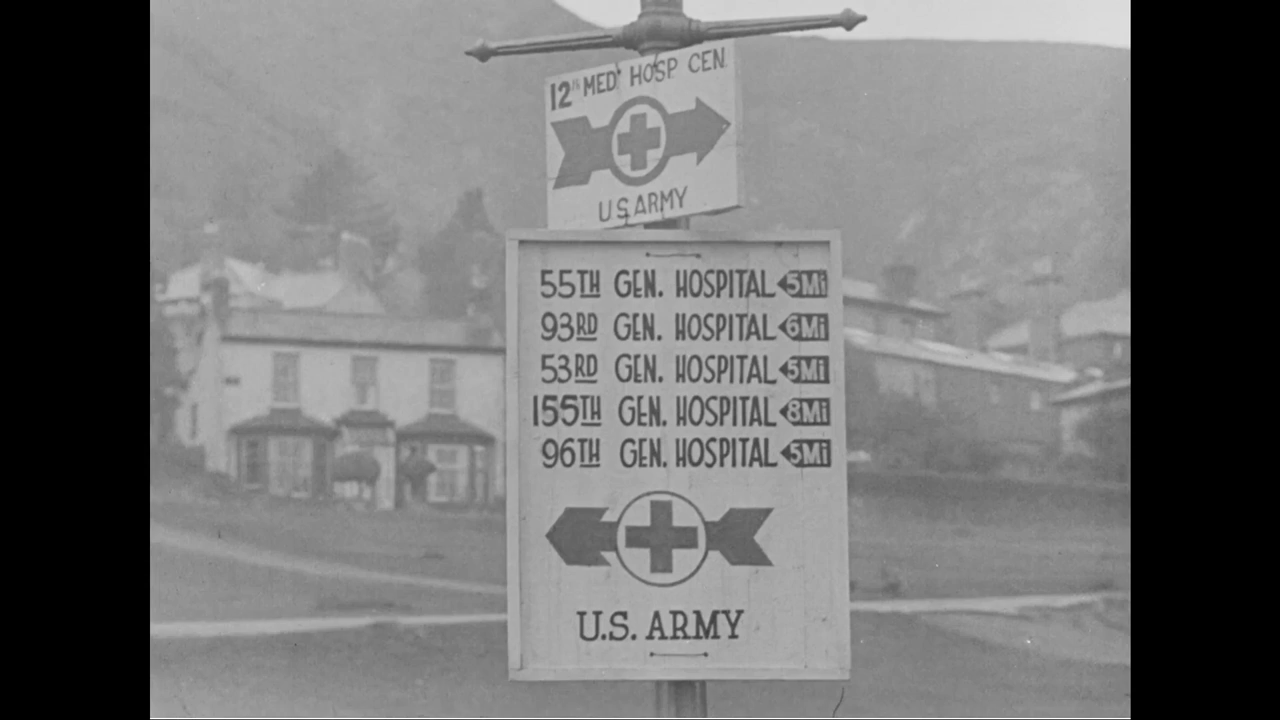 12th MED HOSP CEN.
U.S. ARMY
55TH GEN. HOSPITAL 5Mi
93RD GEN. HOSPITAL 6Mi
53RD GEN. HOSPITAL 5Mi
155TH GEN. HOSPITAL 8Mi
96TH GEN. HOSPITAL 5Mi
U.S. ARMY